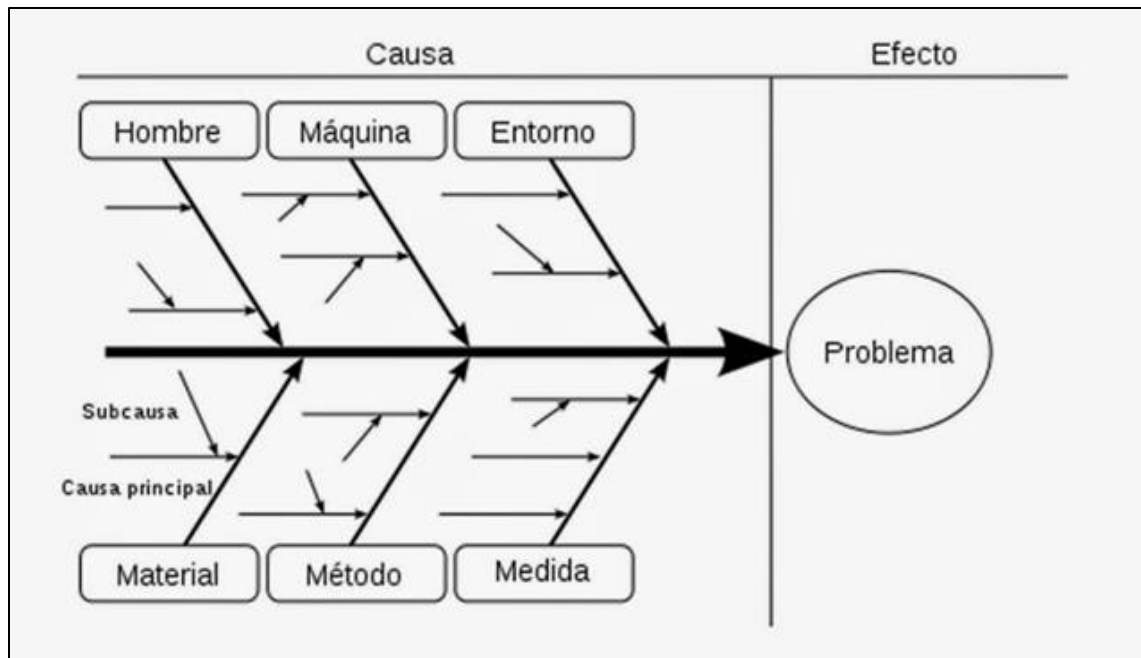 Causa
Efecto
Hombre
Máquina
Entorno
Problema
Subcausa
Causa principal
Material
Método
Medida